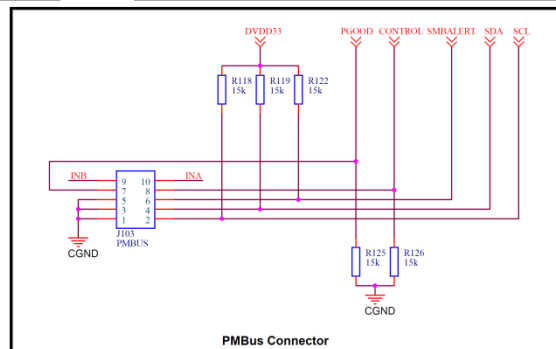 DVDD33 PGOOD CONTROL SMBALERT SDA SCL
R118 R119 R122
15k 15k 15k
INB 9 10 INA
7 8
5 6
3 4
1 2
J103
PMBUS
CGND
R125 R126
15k 15k
CGND
PMBus Connector